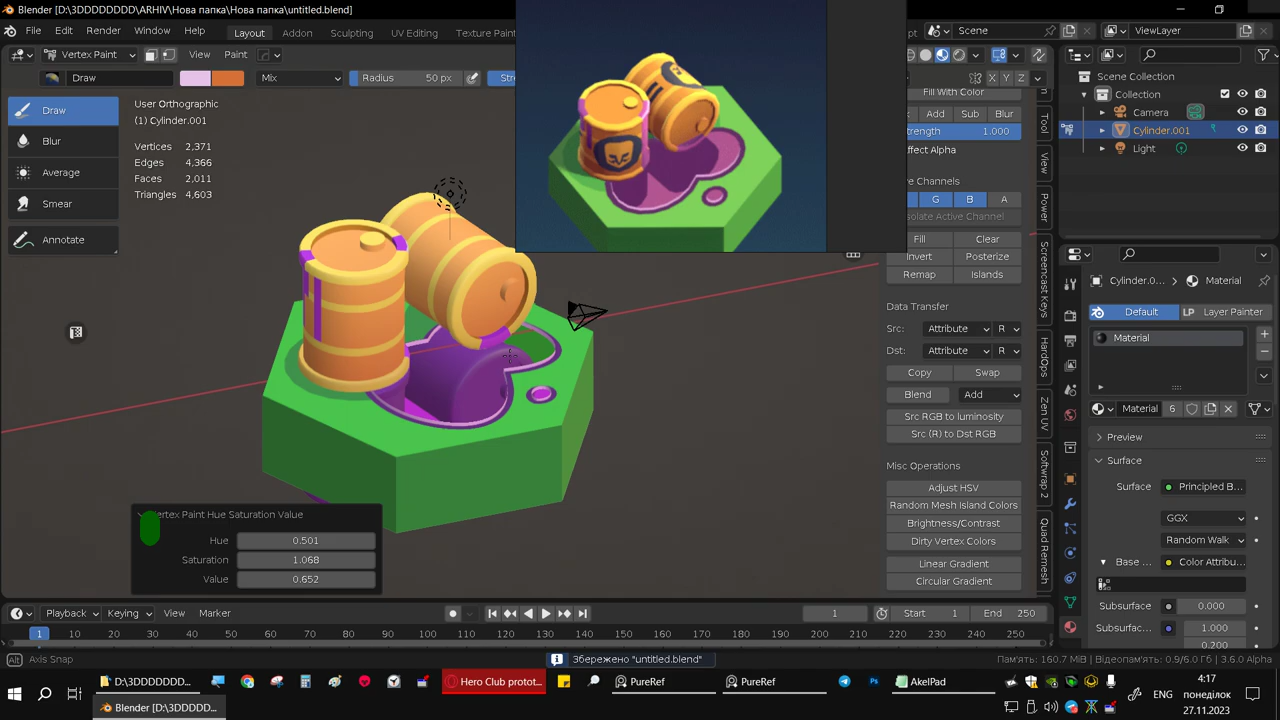 Blender [D:\3DDDDDDDD\ARHIV\Нова папка\Нова папка\untitled.blend]
File Edit Render Window Help Layout Addon Sculpting UV Editing Texture Paint
Scene ViewLayer
Vertex Paint View Paint
Draw Mix Radius 50 px Stre
X Y Z
Draw
Blur
Average
Smear
Annotate
User Orthographic
(1) Cylinder.001
Vertices 2,371
Edges 4,366
Faces 2,011
Triangles 4,603
Vertex Paint Hue Saturation Value
Hue 0.501
Saturation 1.068
Value 0.652
Fill With Color
Add Sub Blur
trength 1.000
ffect Alpha
ve Channels
G B A
solate Active Channel
Fill Clear
Invert Posterize
Remap Islands
Data Transfer
Src: Attribute R
Dst: Attribute R
Copy Swap
Blend Add
Src RGB to luminosity
Src (R) to Dst RGB
Misc Operations
Adjust HSV
Random Mesh Island Colors
Brightness/Contrast
Dirty Vertex Colors
Linear Gradient
Circular Gradient
Tool
View
Power
Screencast Keys
HardOps
Zen UV
Softwrap 2
Quad Remesh
Scene Collection
Collection
Camera
Cylinder.001
Light
Cylinder.0... Material
Default LP Layer Painter
Material
Material 6
Preview
Surface
Surface Principled B...
GGX
Random Walk
Base ... Color Attribu...
Subsurface 0.000
Subsurfac... 1.000
0.200
Playback Keying View Marker
1 Start 1 End 250
1 10 20 30 40 50 60 70 80 90 100 110 120 130 140 150 160 170 180 190 200 210 220 230 240 250
Alt Axis Snap
Збережено "untitled.blend"
Пам'ять: 160.7 МіВ | Відеопам'ять: 0.9/6.0 Гі | 3.6.0 Alpha
D:\3DDDDDDD...
Hero Club protot...
PureRef
PureRef
AkelPad
Blender [D:\3DDDDD...
ENG
4:17
понеділок
27.11.2023